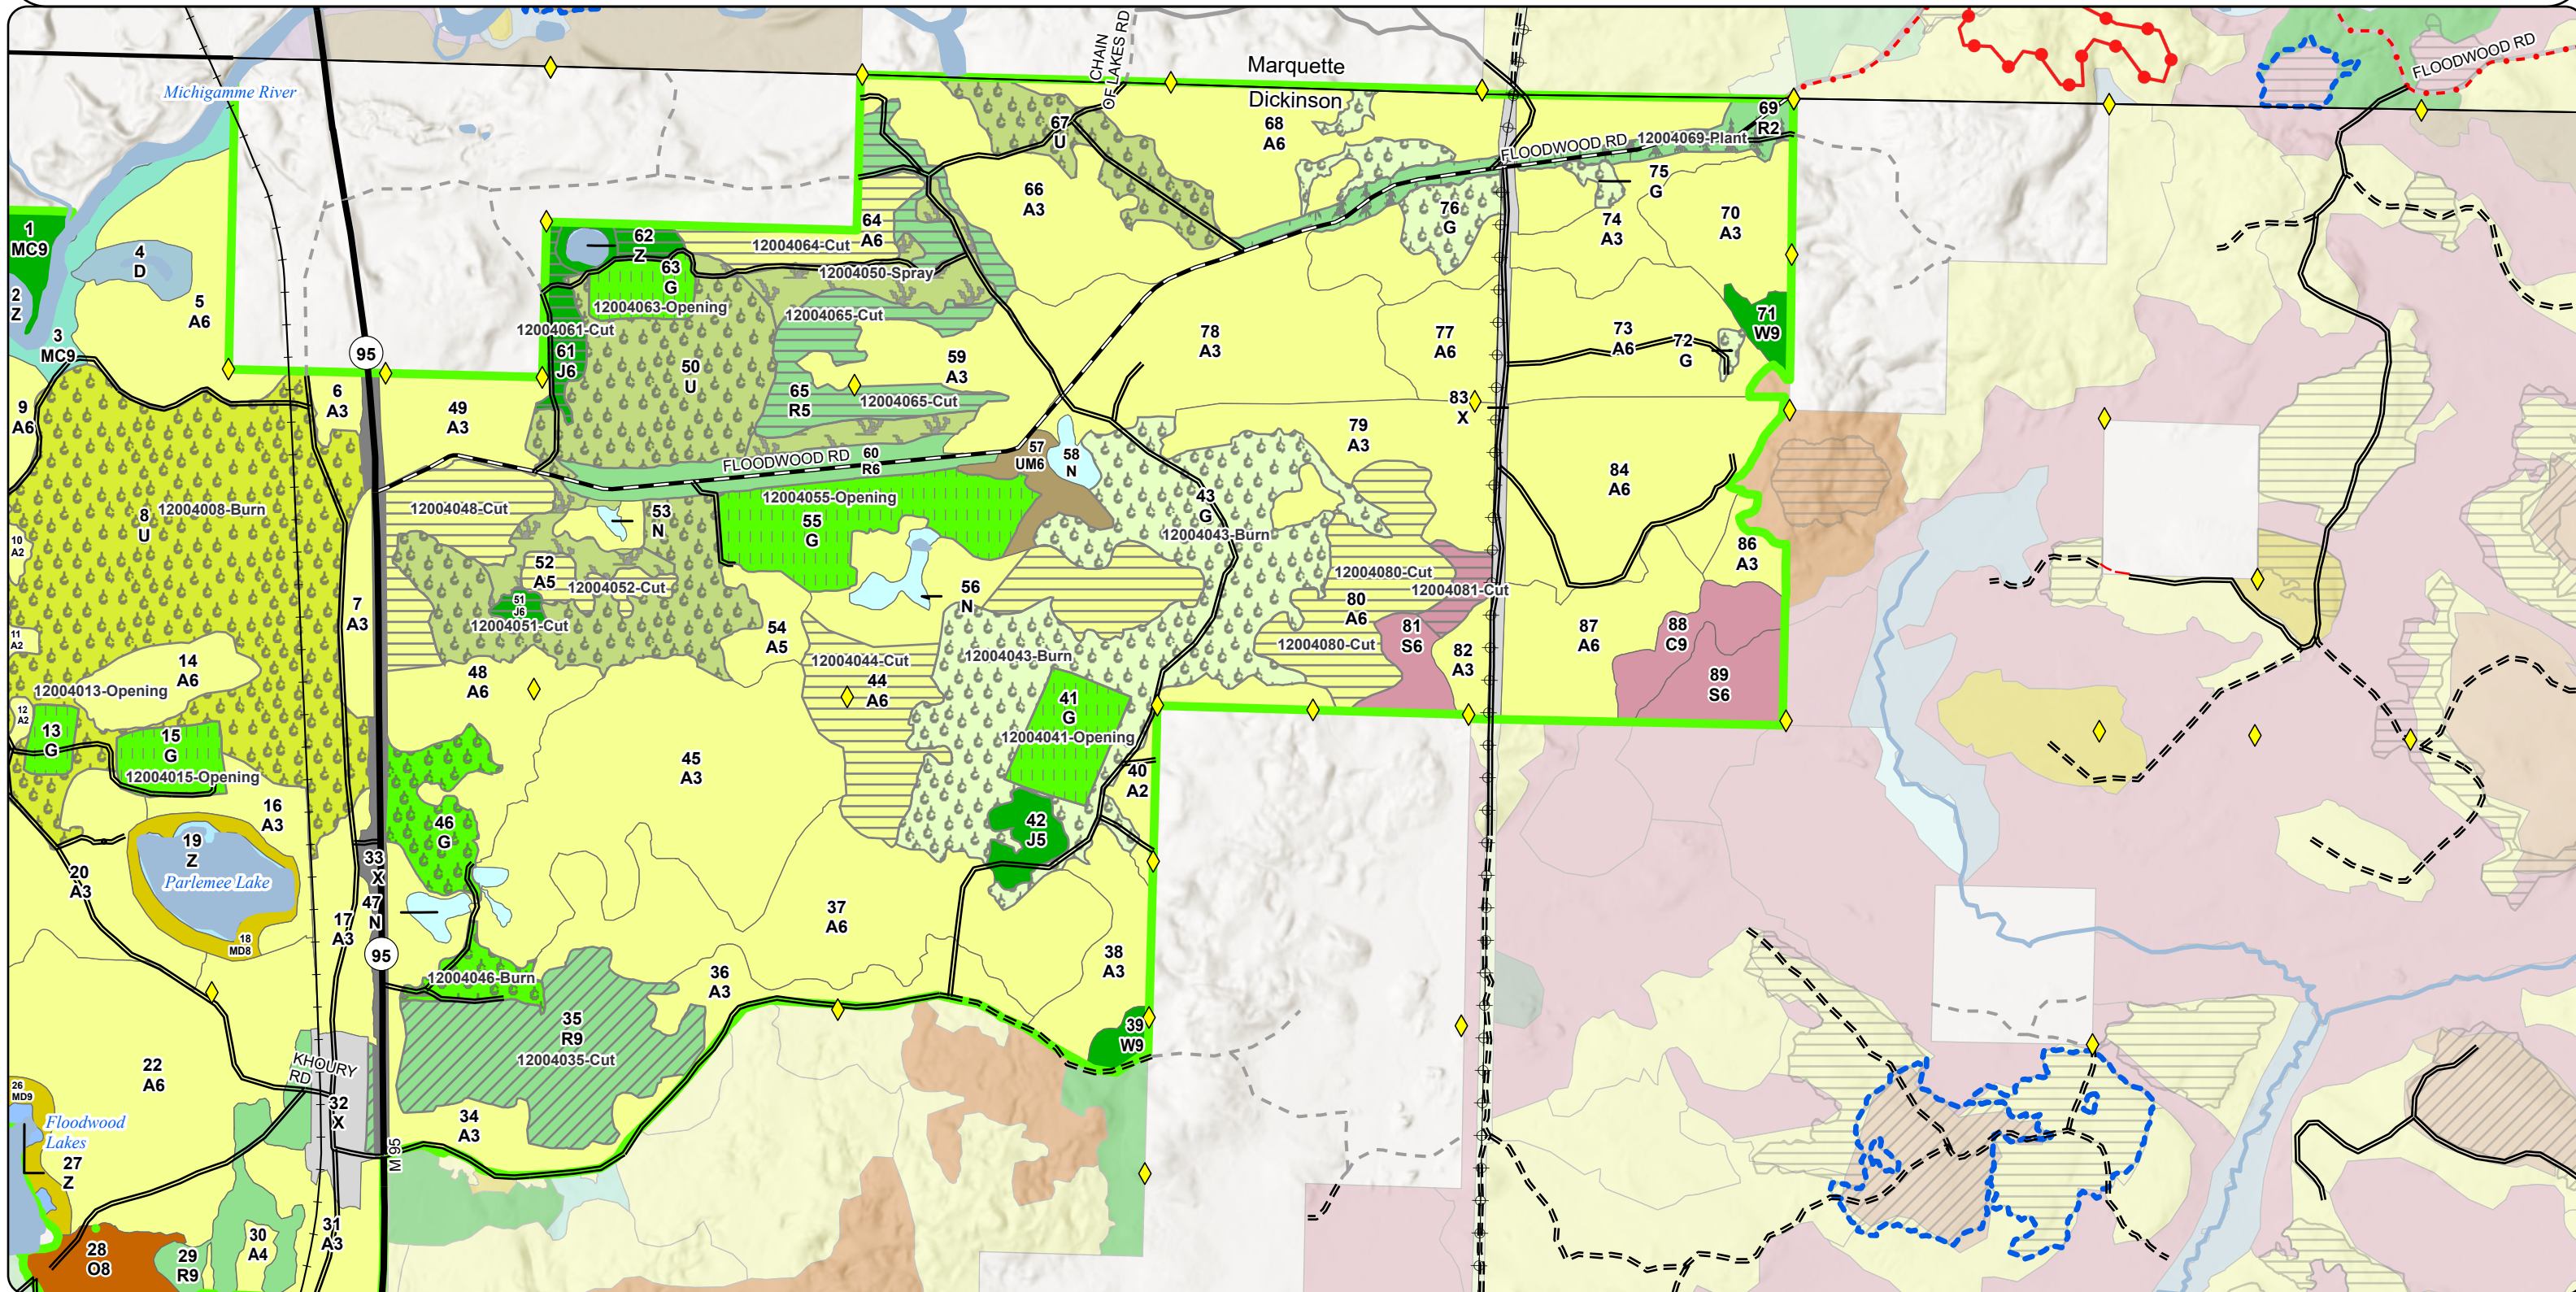 Marquette
Dickinson
CHAIN
OF LAKES RD
FLOODWOOD RD
Michigamme River
69
R2
12004069-Plant
FLOODWOOD RD
67
U
68
A6
75
G
66
A3
76
G
74
A3
70
A3
1
MC9
4
D
2
Z
5
A6
3
MC9
62
Z
12004064-Cut
64
A6
63
G
12004050-Spray
12004063-Opening
12004061-Cut
61
J6
12004065-Cut
50
U
59
A3
65
R5
12004065-Cut
78
A3
77
A6
73
A6
72
G
71
W9
95
6
A3
49
A3
9
A6
83
X
79
A3
FLOODWOOD RD
60
R6
57
UM6
58
N
84
A6
8
U
12004008-Burn
12004048-Cut
53
N
12004055-Opening
55
G
43
G
12004043-Burn
10
A2
52
A5
12004052-Cut
51
J6
12004051-Cut
56
N
12004080-Cut
12004081-Cut
80
A6
86
A3
7
A3
11
A2
54
A5
12004044-Cut
44
A6
12004043-Burn
12004080-Cut
81
S6
82
A3
87
A6
88
C9
89
S6
14
A6
12004013-Opening
48
A6
12
A2
13
G
15
G
12004015-Opening
41
G
12004041-Opening
45
A3
40
A2
16
A3
46
G
42
J5
19
Z
Parlemee Lake
20
A3
33
X
47
N
17
A3
18
MD8
95
37
A6
38
A3
12004046-Burn
36
A3
35
R9
12004035-Cut
39
W9
22
A6
KHOURY
RD
26
MD9
32
X
34
A3
Floodwood
Lakes
27
Z
M 95
31
A3
30
A4
28
O8
29
R9